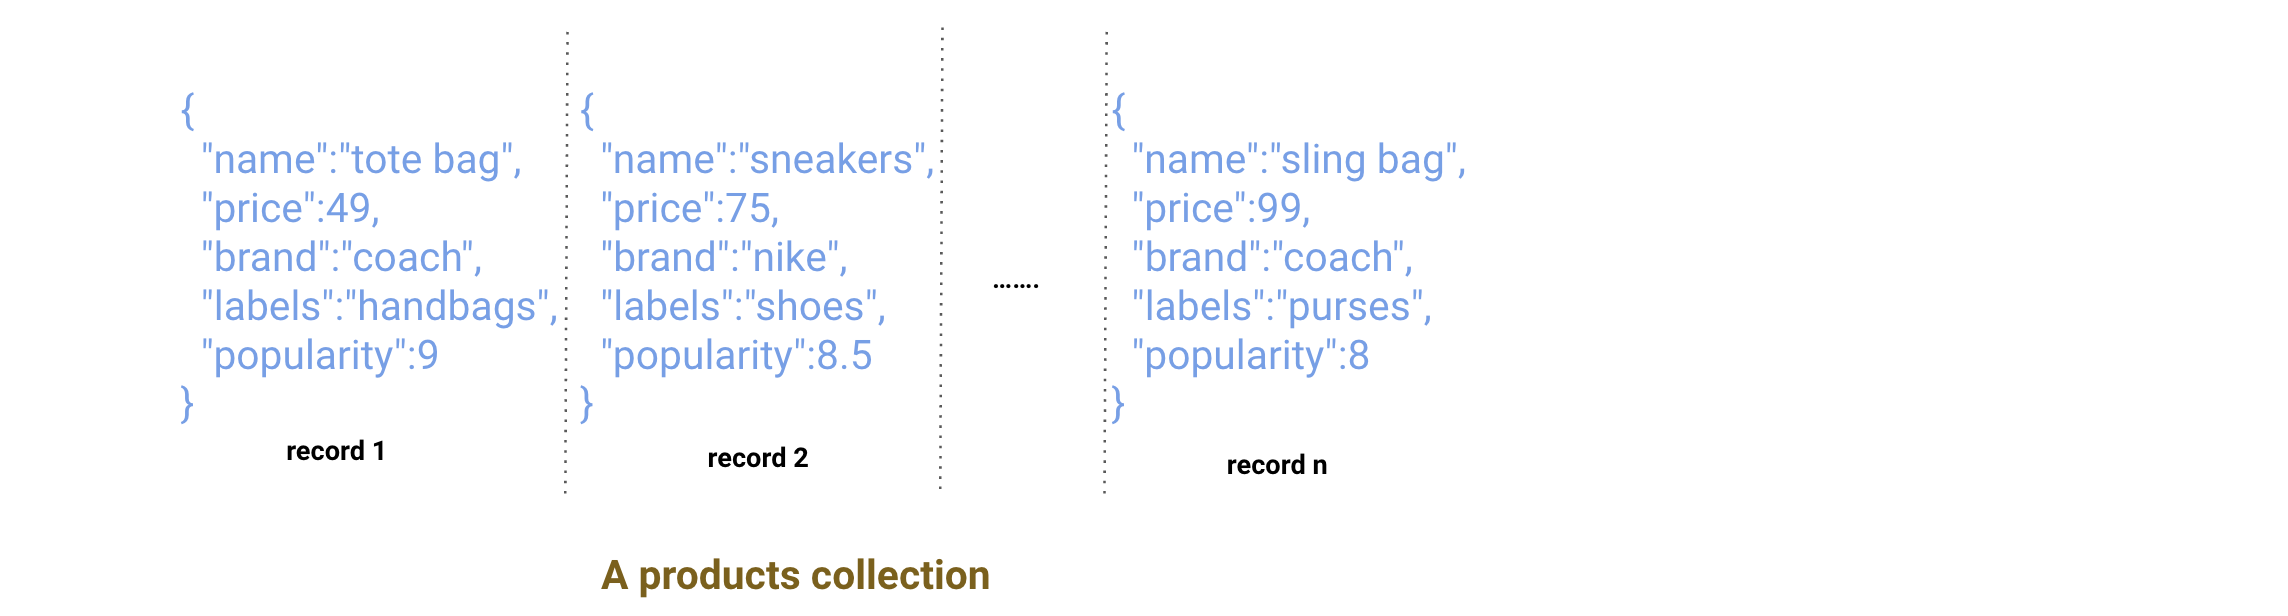 {
"name":"tote bag",
"price":49,
"brand":"coach",
"labels":"handbags",
"popularity":9
}
record 1
{
"name":"sneakers",
"price":75,
"brand":"nike",
"labels":"shoes",
"popularity":8.5
}
record 2
.......
{
"name":"sling bag",
"price":99,
"brand":"coach",
"labels":"purses",
"popularity":8
}
record n
A products collection